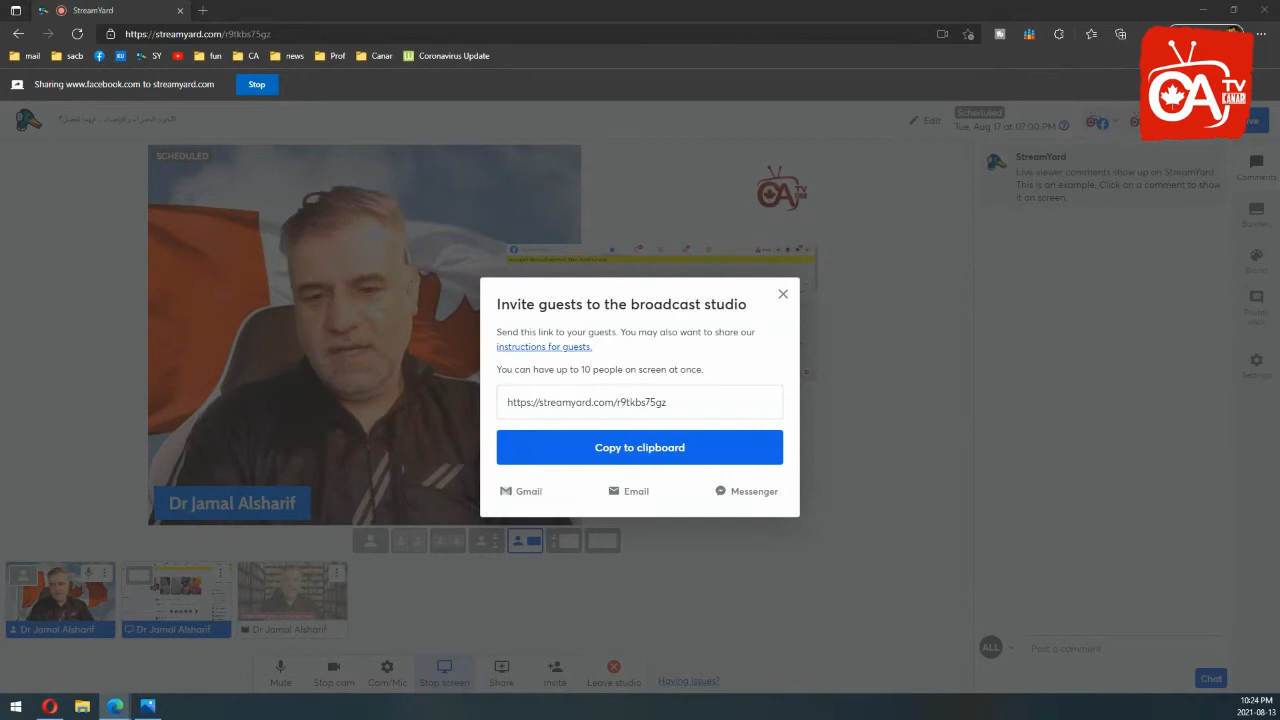 StreamYard
https://streamyard.com/r9tkbs75gz
mail
sacb
SY
fun
CA
news
Prof
Canar
Coronavirus Update
Sharing www.facebook.com to streamyard.com
Stop
CA TV
CANAR
Edit
Scheduled
Tue, Aug 17 at 07:00 PM
SCHEDULED
StreamYard
Live viewer comments show up on StreamYard.
This is an example. Click on a comment to show
it on screen.
Comments
Banners
Brand
Private
Settings
Invite guests to the broadcast studio
Send this link to your guests. You may also want to share our
instructions for guests.
You can have up to 10 people on screen at once.
https://streamyard.com/r9tkbs75gz
Copy to clipboard
Gmail
Email
Messenger
Dr Jamal Alsharif
Dr Jamal Alsharif
Dr Jamal Alsharif
Dr Jamal Alsharif
ALL
Post a comment
Chat
Mute
Stop cam
Cam/Mic
Stop screen
Share
Invite
Leave studio
Having issues?
10:24 PM
2021-08-13